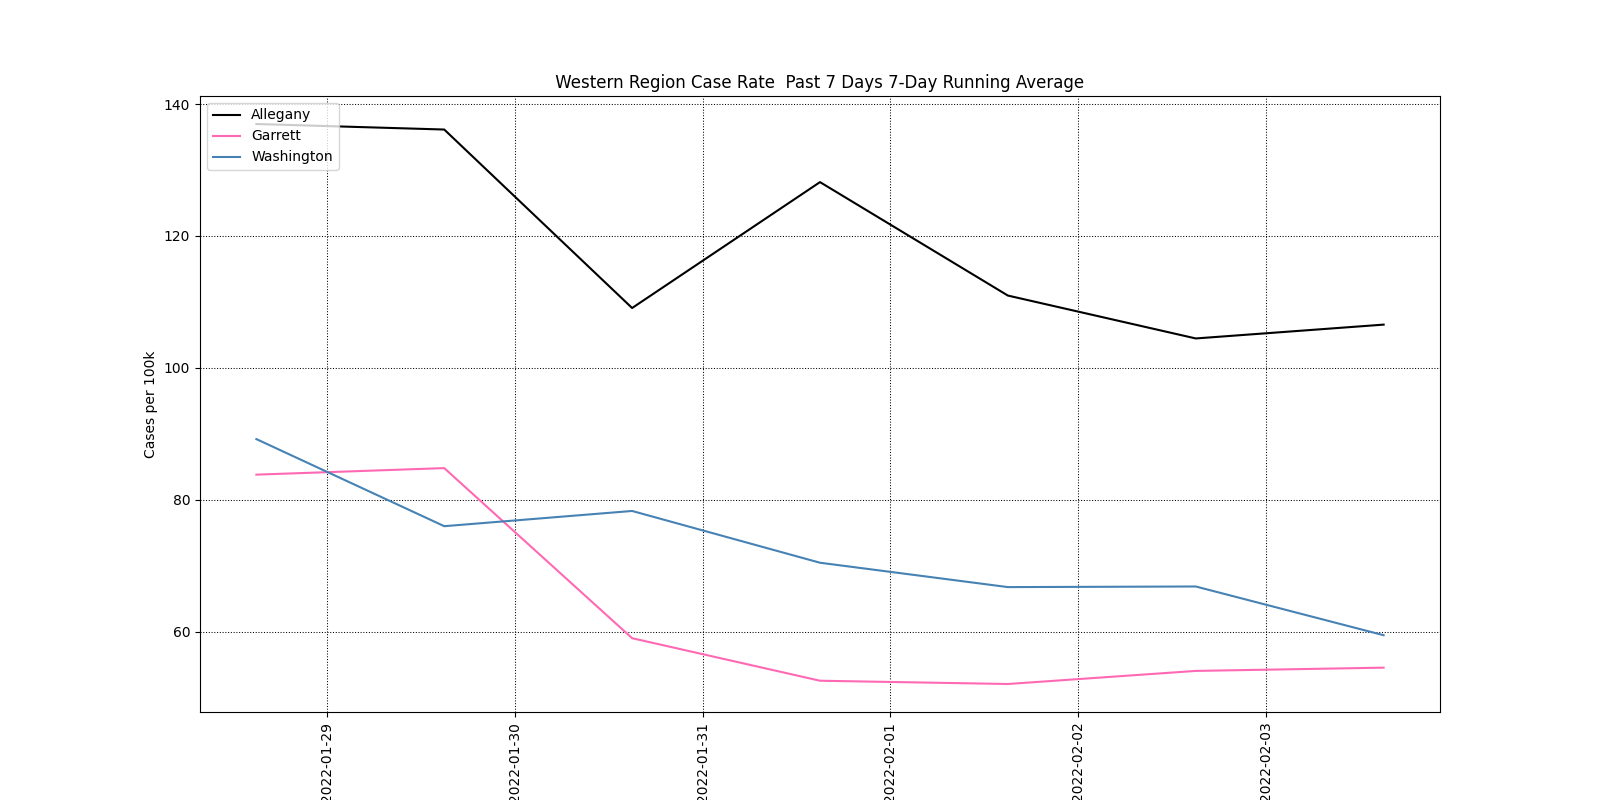 Western Region Case Rate  Past 7 Days 7-Day Running Average
Allegany
Garrett
Washington
Cases per 100k
140
120
100
80
60
2022-01-29
2022-01-30
2022-01-31
2022-02-01
2022-02-02
2022-02-03